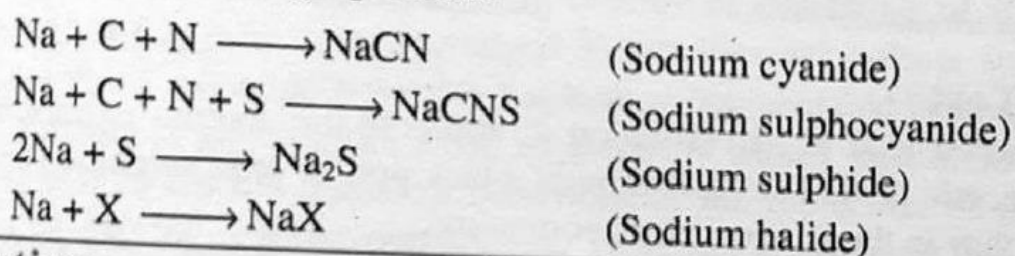 Na + C + N ⟶ NaCN (Sodium cyanide)
Na + C + N + S ⟶ NaCNS (Sodium sulphocyanide)
2Na + S ⟶ Na₂S (Sodium sulphide)
Na + X ⟶ NaX (Sodium halide)